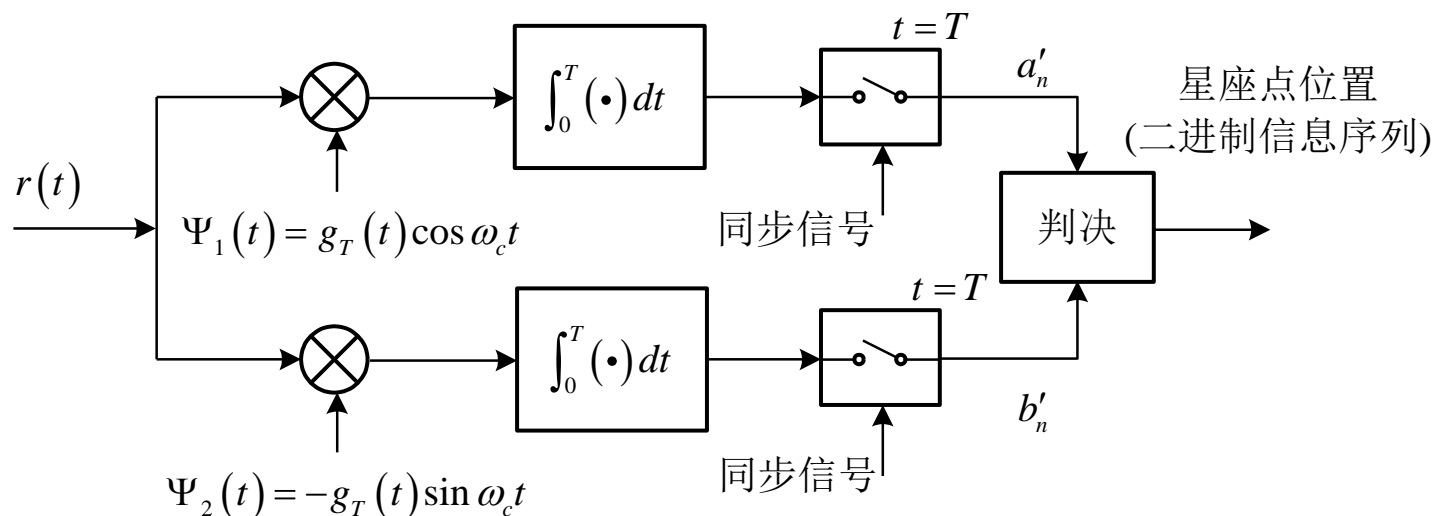 t = T
∫₀ᵀ (•) dt
a′ₙ
星座点位置
(二进制信息序列)
r(t)
Ψ₁(t) = g_T(t) cos ω_c t
同步信号
判决
t = T
∫₀ᵀ (•) dt
b′ₙ
同步信号
Ψ₂(t) = −g_T(t) sin ω_c t